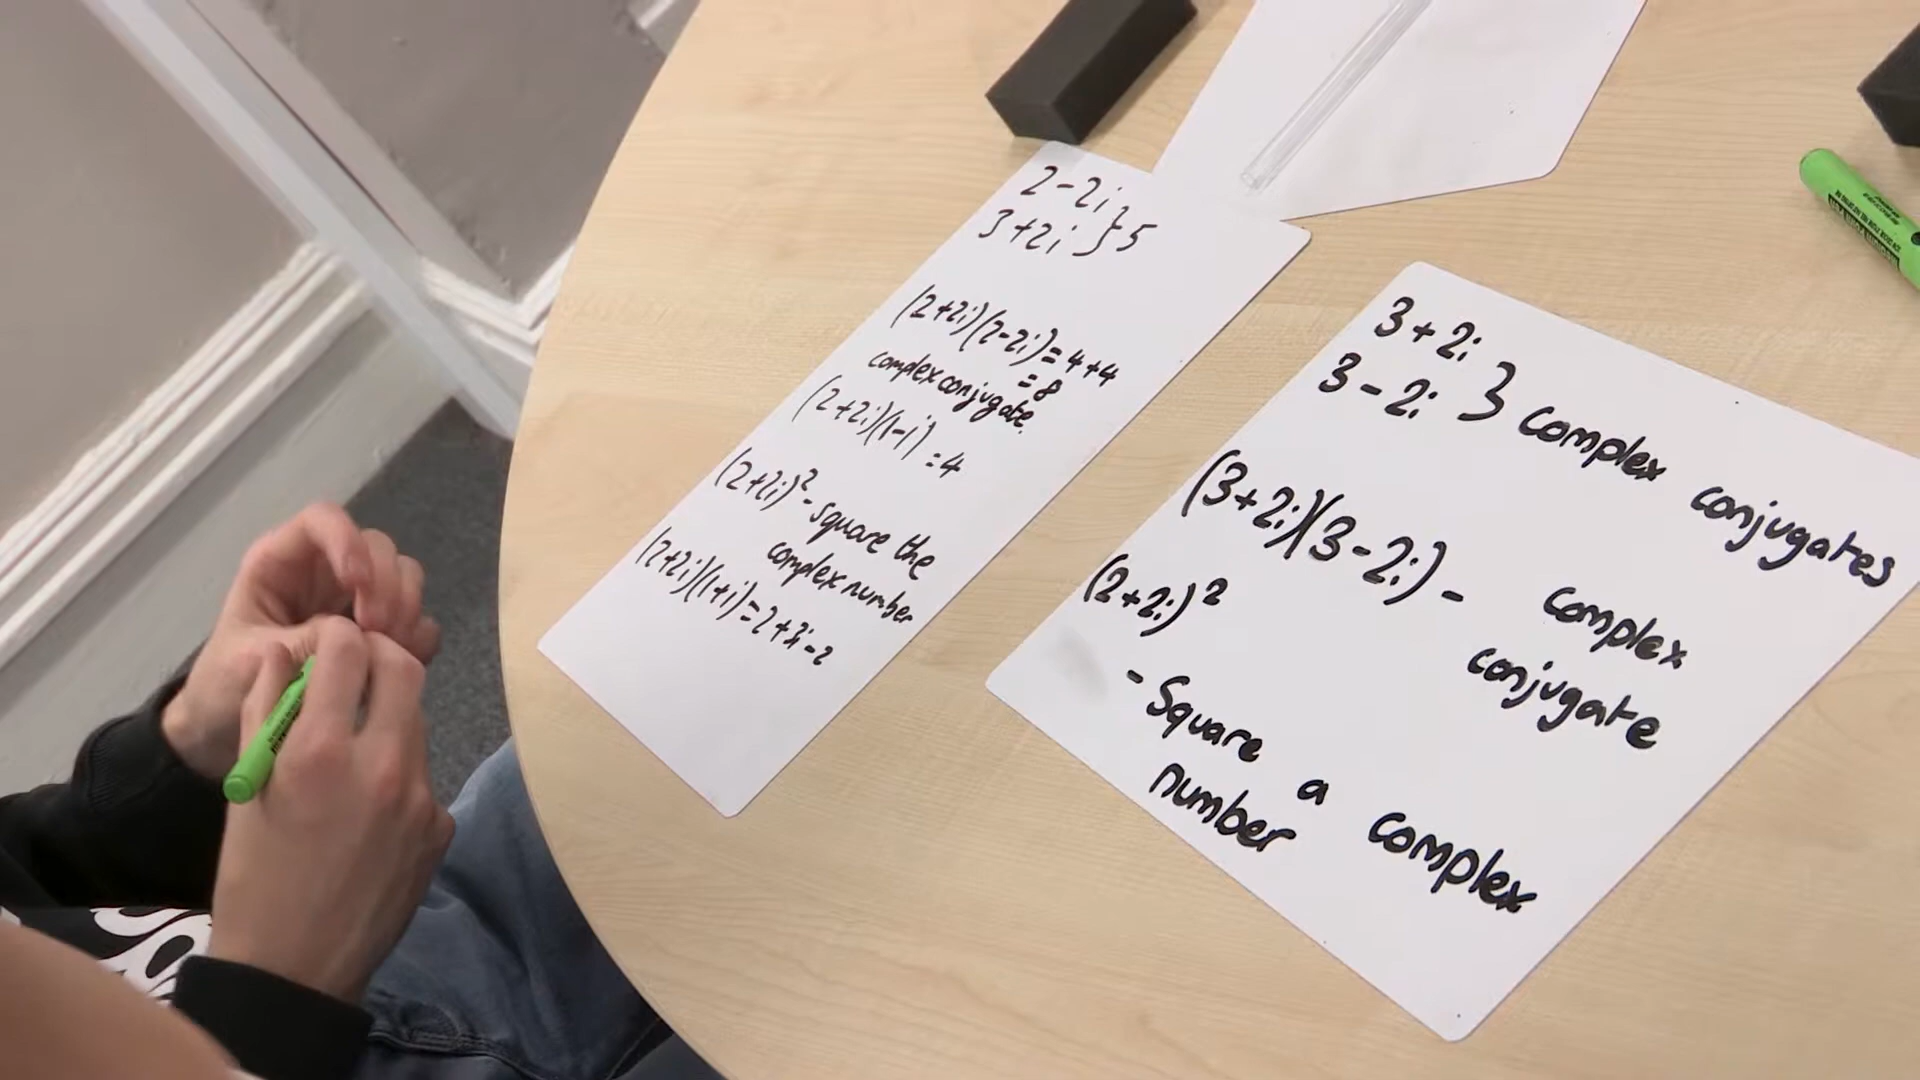 2-2i
3+2i } 5
(2+2i)(2-2i)=4+4
=8
complex conjugate.
(2+2i)(1-i)=4
(2+2i)² - square the
complex number
(2+2i)(1+i)=2+2i-2
3+2i
3-2i } complex conjugates
(3+2i)(3-2i) - complex
conjugate
(2+2i)²
- Square a complex
number